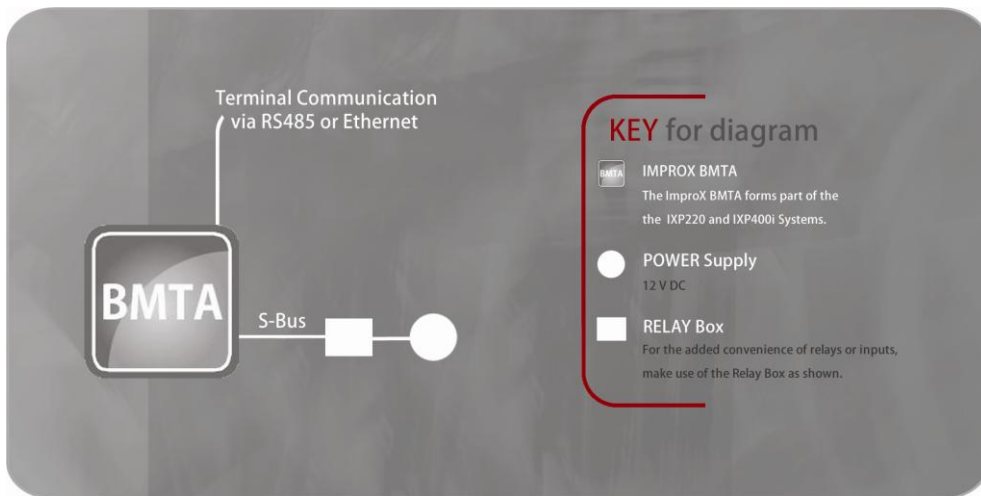 Terminal Communication
via RS485 or Ethernet
BMTA
S-Bus
KEY for diagram
BMTA
IMPROX BMTA
The ImproX BMTA forms part of the
the IXP220 and IXP400i Systems.
POWER Supply
12 V DC
RELAY Box
For the added convenience of relays or inputs,
make use of the Relay Box as shown.